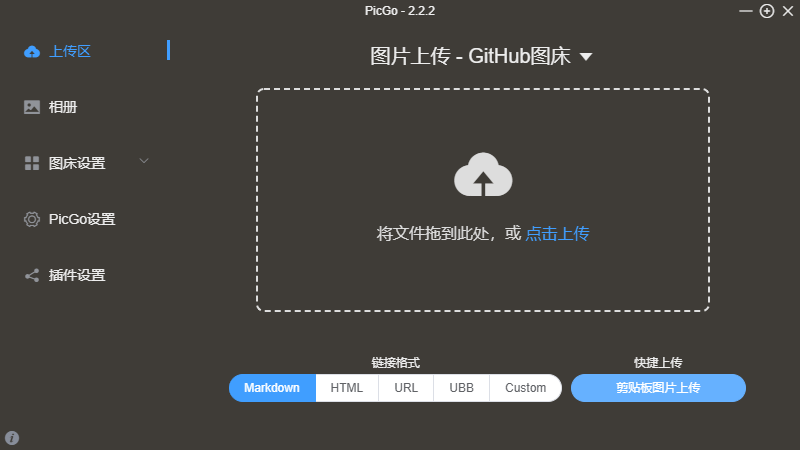 PicGo - 2.2.2
上传区
相册
图床设置
PicGo设置
插件设置
图片上传 - GitHub图床
将文件拖到此处，或 点击上传
链接格式
Markdown HTML URL UBB Custom
快捷上传
剪贴板图片上传